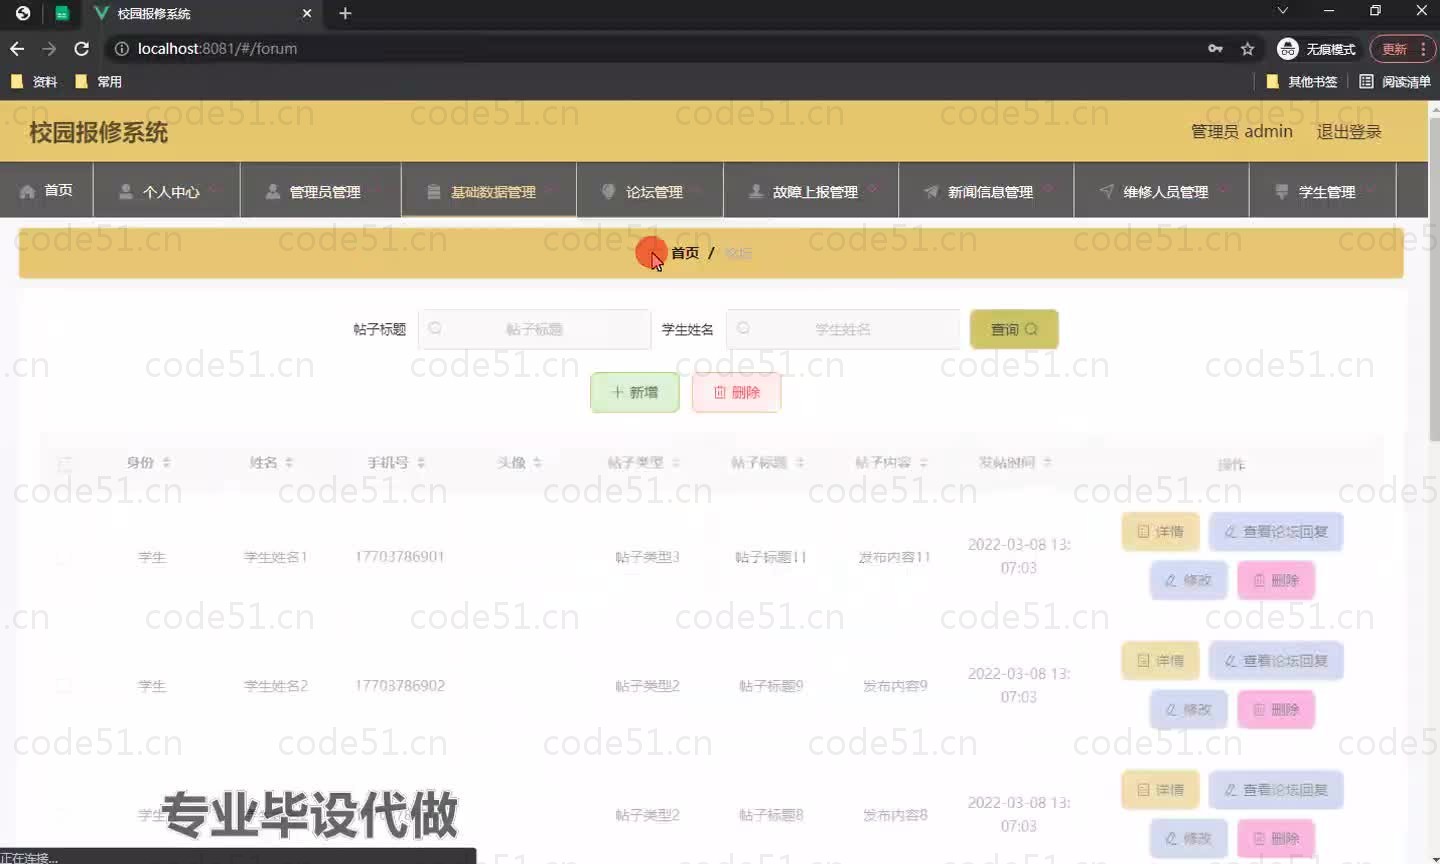 校园报修系统
localhost:8081/#/forum
无痕模式
更新
资料
常用
其他书签
阅读清单
校园报修系统
管理员 admin
退出登录
首页
个人中心
管理员管理
基础数据管理
论坛管理
故障上报管理
新闻信息管理
维修人员管理
学生管理
首页 / 论坛
帖子标题
帖子标题
学生姓名
学生姓名
查询
新增
删除
身份
姓名
手机号
头像
帖子类型
帖子标题
帖子内容
发帖时间
操作
学生
学生姓名1
17703786901
帖子类型3
帖子标题11
发布内容11
2022-03-08 13:
07:03
详情
查看论坛回复
修改
删除
学生
学生姓名2
17703786902
帖子类型2
帖子标题9
发布内容9
2022-03-08 13:
07:03
详情
查看论坛回复
修改
删除
学生
帖子类型2
帖子标题8
发布内容8
2022-03-08 13:
07:03
详情
查看论坛回复
修改
删除
专业毕设代做
正在连接...
code51.cn